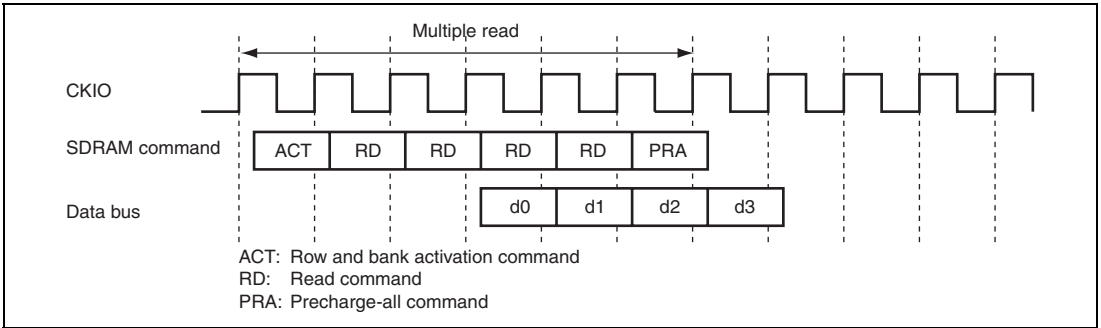 Multiple read
CKIO
SDRAM command ACT RD RD RD RD PRA
Data bus d0 d1 d2 d3
ACT: Row and bank activation command
RD: Read command
PRA: Precharge-all command